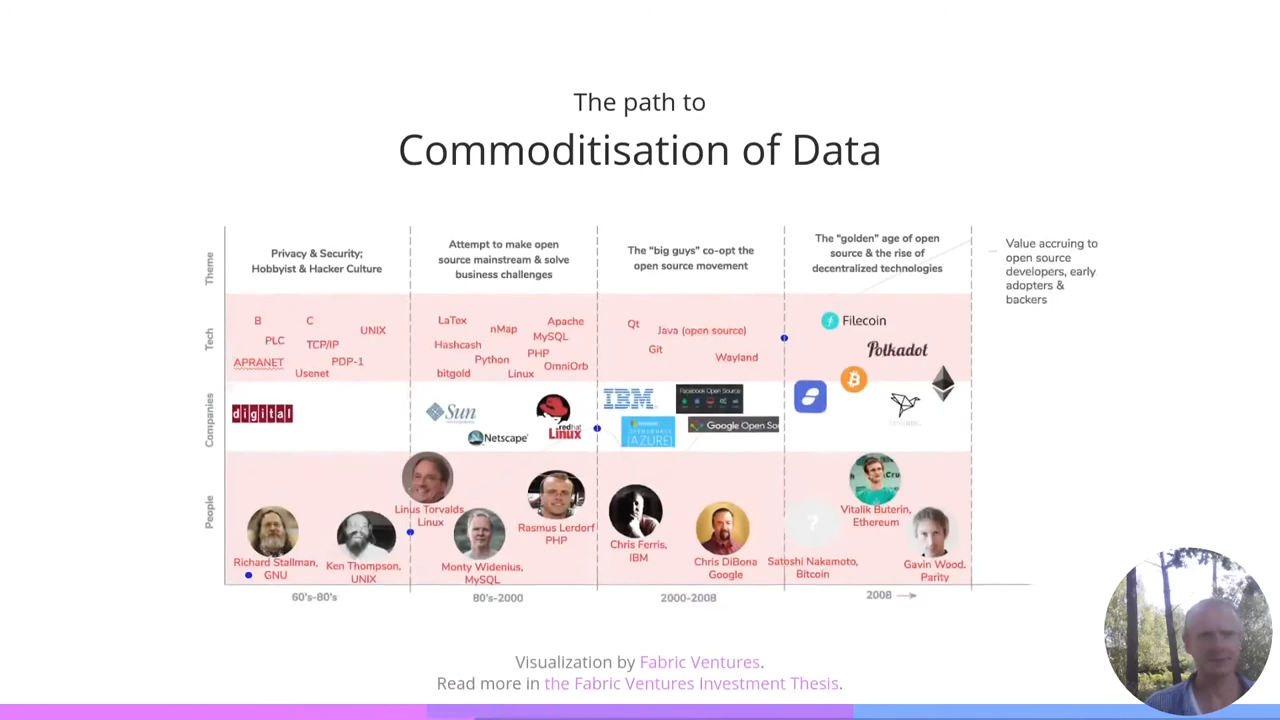 The path to
Commoditisation of Data
Theme
Privacy & Security;
Hobbyist & Hacker Culture
Attempt to make open
source mainstream & solve
business challenges
The “big guys” co-opt the
open source movement
The “golden” age of open
source & the rise of
decentralized technologies
Value accruing to
open source
developers, early
adopters &
backers
Tech
B
C
UNIX
PLC
TCP/IP
APRANET
PDP-1
Usenet
LaTex
nMap
Apache
MySQL
Hashcash
PHP
Python
OmniOrb
bitgold
Linux
Qt
Java (open source)
Git
Wayland
Filecoin
Polkadot
Companies
digital
Sun
Netscape
redhat
Linux
IBM
Facebook Open Source
(AZURE)
Google Open Sou
People
Richard Stallman,
GNU
Ken Thompson,
UNIX
Linus Torvalds,
Linux
Monty Widenius,
MySQL
Rasmus Lerdorf
PHP
Chris Ferris,
IBM
Chris DiBona
Google
?
Satoshi Nakamoto,
Bitcoin
Vitalik Buterin,
Ethereum
Gavin Wood,
Parity
60's-80's
80's-2000
2000-2008
2008
Visualization by Fabric Ventures.
Read more in the Fabric Ventures Investment Thesis.